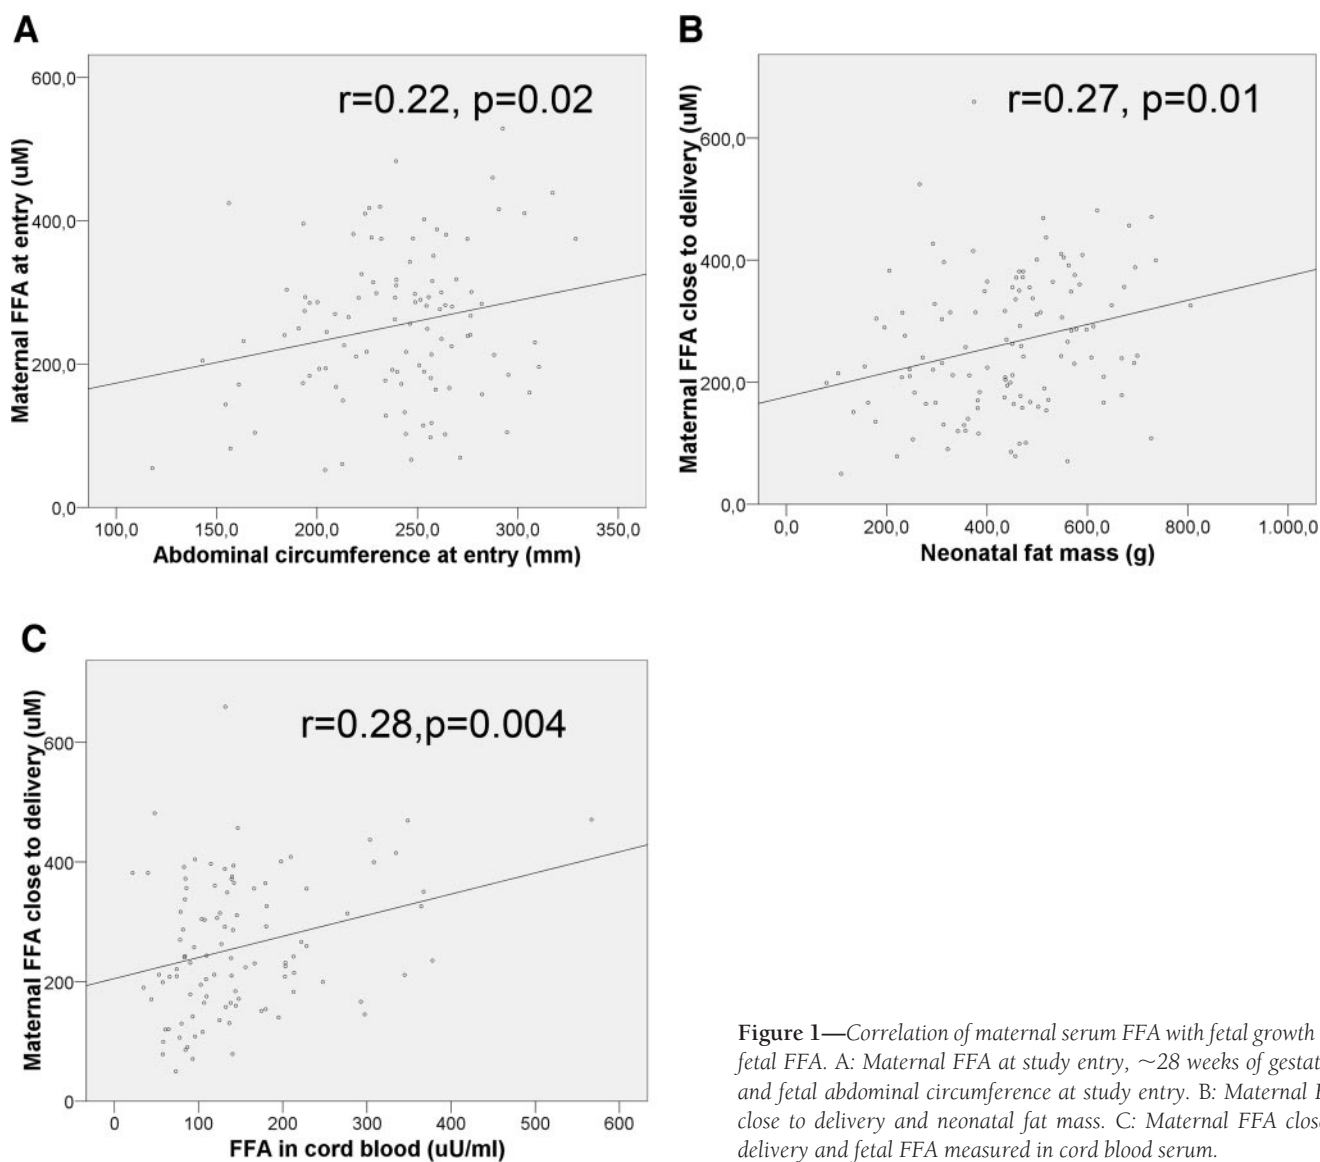 A
r=0.22, p=0.02
Maternal FFA at entry (uM)
600,0
400,0
200,0
0,0
100,0 150,0 200,0 250,0 300,0 350,0
Abdominal circumference at entry (mm)
B
r=0.27, p=0.01
Maternal FFA close to delivery (uM)
600,0
400,0
200,0
0,0
0,0 200,0 400,0 600,0 800,0 1.000,0
Neonatal fat mass (g)
C
r=0.28,p=0.004
Maternal FFA close to delivery (uM)
600
400
200
0
0 100 200 300 400 500 600
FFA in cord blood (uU/ml)
Figure 1—Correlation of maternal serum FFA with fetal growth
fetal FFA. A: Maternal FFA at study entry, ~28 weeks of gestat
and fetal abdominal circumference at study entry. B: Maternal
close to delivery and neonatal fat mass. C: Maternal FFA close
delivery and fetal FFA measured in cord blood serum.